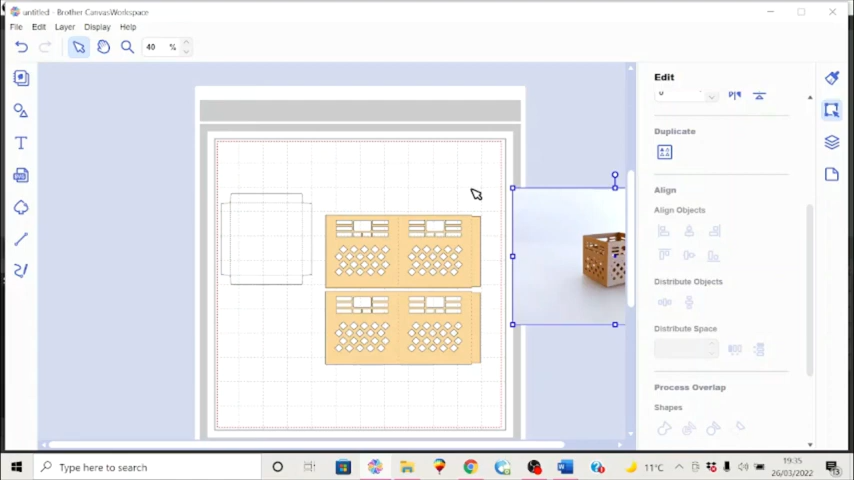 untitled - Brother CanvasWorkspace
File Edit Layer Display Help
40 %
Edit
Duplicate
Align
Align Objects
Distribute Objects
Distribute Space
Process Overlap
Shapes
Type here to search
11°C
19:35
26/03/2022